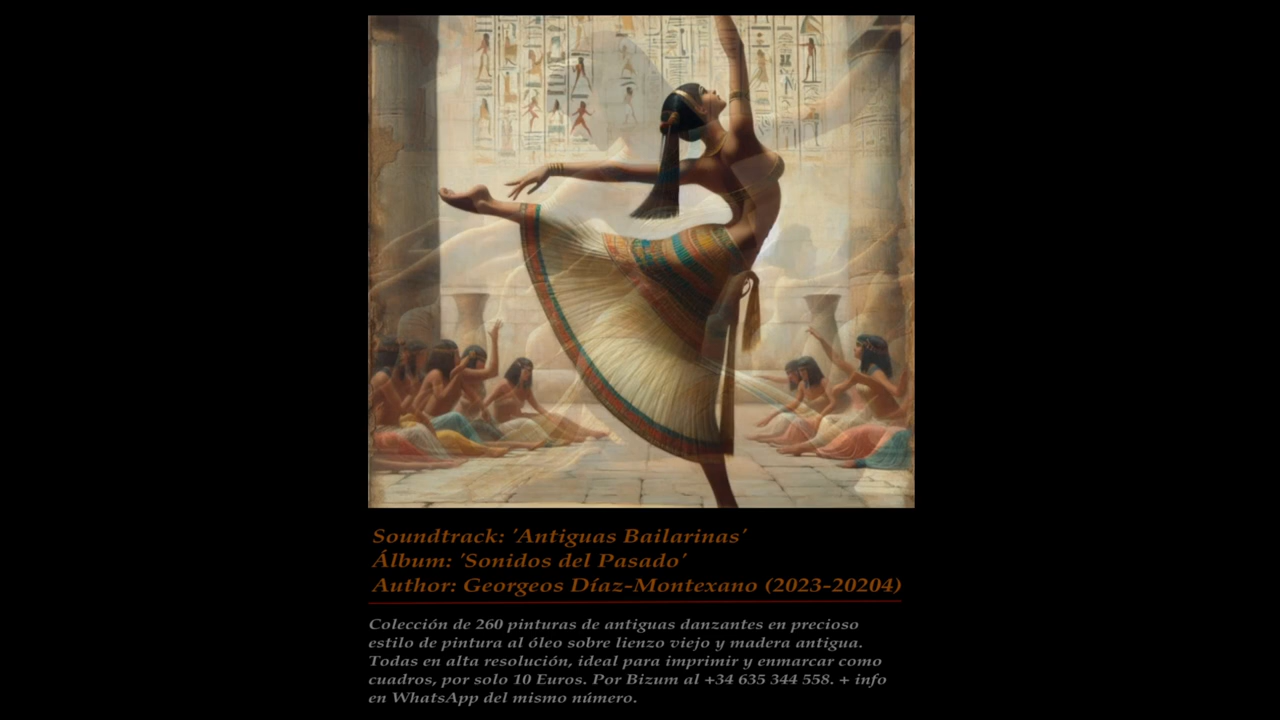 Soundtrack: 'Antiguas Bailarinas'
Álbum: 'Sonidos del Pasado'
Author: Georgeos Díaz-Montexano (2023-20204)
Colección de 260 pinturas de antiguas danzantes en precioso
estilo de pintura al óleo sobre lienzo viejo y madera antigua.
Todas en alta resolución, ideal para imprimir y enmarcar como
cuadros, por solo 10 Euros. Por Bizum al +34 635 344 558. + info
en WhatsApp del mismo número.